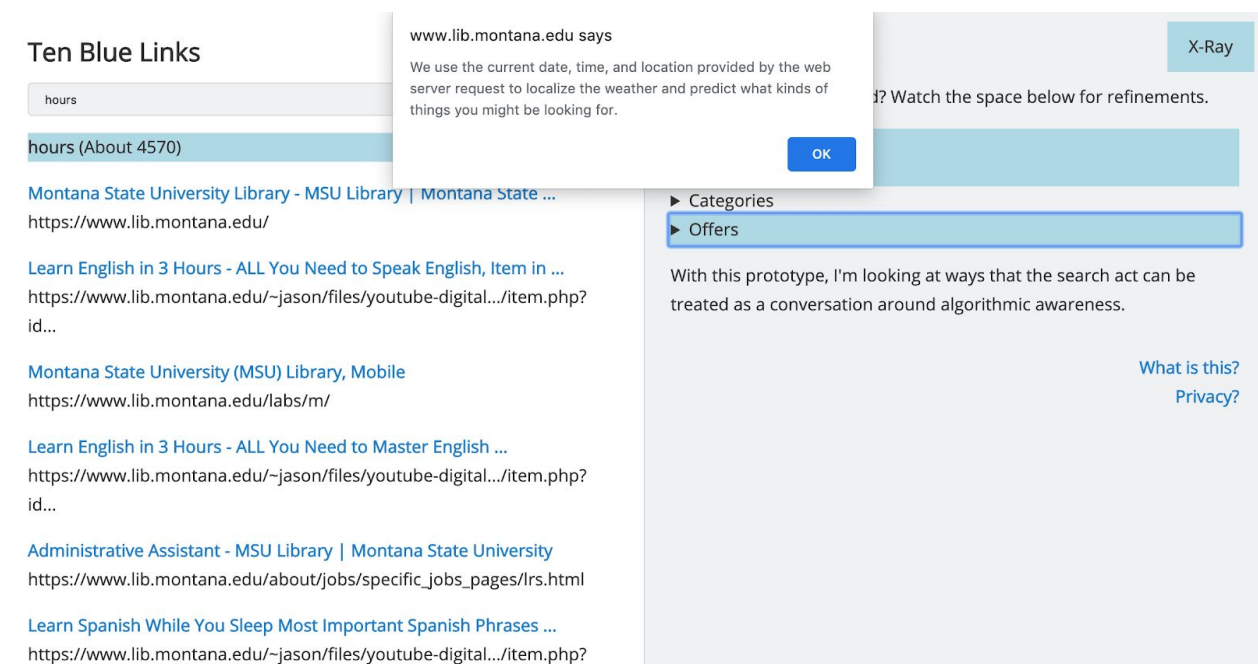 Ten Blue Links
hours
hours (About 4570)
Montana State University Library - MSU Library | Montana State ...
https://www.lib.montana.edu/
Learn English in 3 Hours - ALL You Need to Speak English, Item in ...
https://www.lib.montana.edu/~jason/files/youtube-digital.../item.php?
id...
Montana State University (MSU) Library, Mobile
https://www.lib.montana.edu/labs/m/
Learn English in 3 Hours - ALL You Need to Master English ...
https://www.lib.montana.edu/~jason/files/youtube-digital.../item.php?
id...
Administrative Assistant - MSU Library | Montana State University
https://www.lib.montana.edu/about/jobs/specific_jobs_pages/lrs.html
Learn Spanish While You Sleep Most Important Spanish Phrases ...
https://www.lib.montana.edu/~jason/files/youtube-digital.../item.php?
www.lib.montana.edu says
We use the current date, time, and location provided by the web
server request to localize the weather and predict what kinds of
things you might be looking for.
OK
X-Ray
? Watch the space below for refinements.
▶ Categories
▶ Offers
With this prototype, I'm looking at ways that the search act can be
treated as a conversation around algorithmic awareness.
What is this?
Privacy?